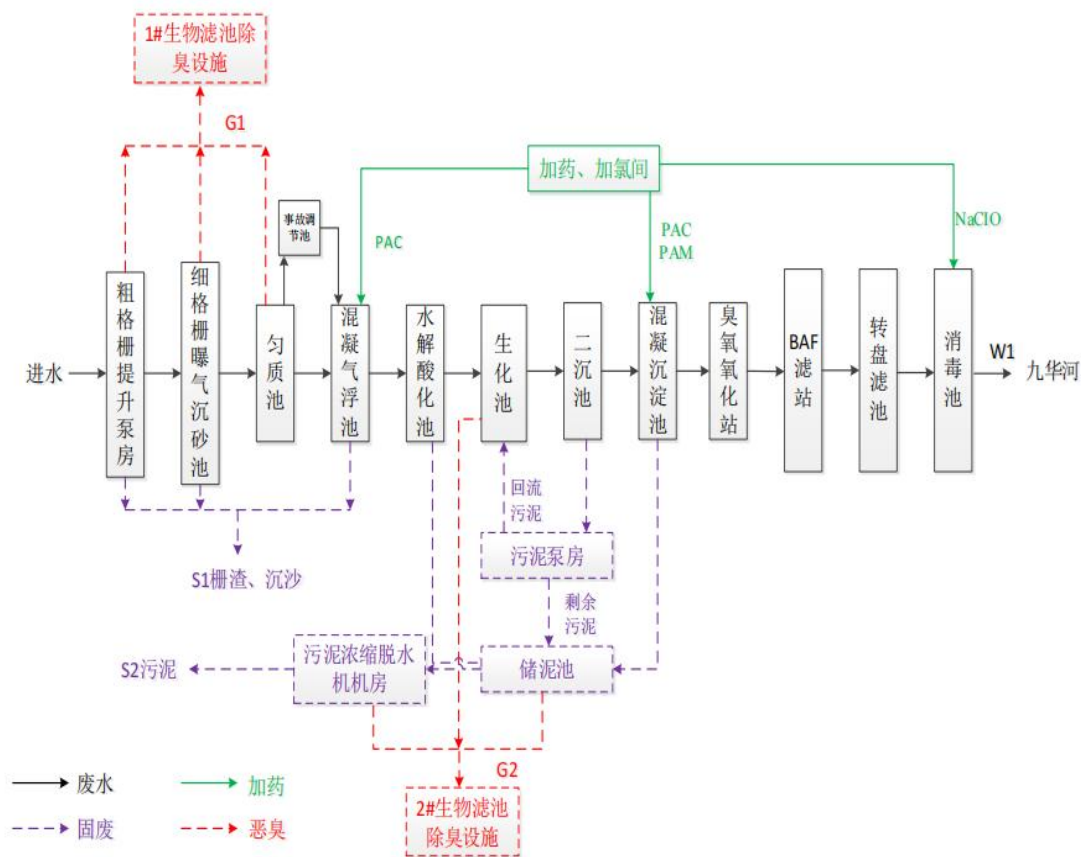 1#生物滤池除
臭设施
G1
加药、加氯间
事故调
节池
PAC
PAC
PAM
NaClO
进水
粗格栅提升泵房
细格栅曝气沉砂池
匀质池
混凝气浮池
水解酸化池
生化池
二沉池
混凝沉淀池
臭氧氧化站
BAF
滤站
转盘滤池
消毒池
W1
九华河
回流
污泥
污泥泵房
S1栅渣、沉沙
剩余
污泥
S2污泥
污泥浓缩脱水
机机房
储泥池
G2
2#生物滤池
除臭设施
废水
加药
固废
恶臭